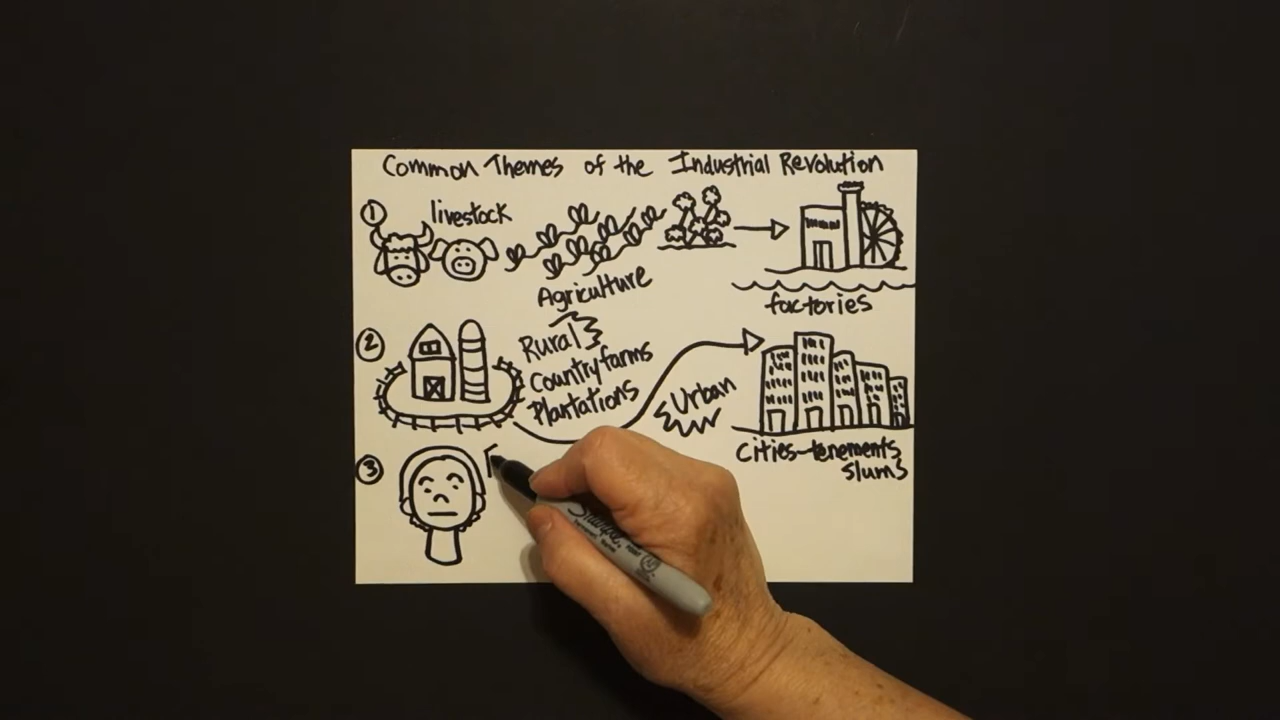 Common Themes of the Industrial Revolution
1
livestock
Agriculture
factories
2
Rural
Country farms
Plantations
Urban
cities-tenements
slums
3
Sharpie